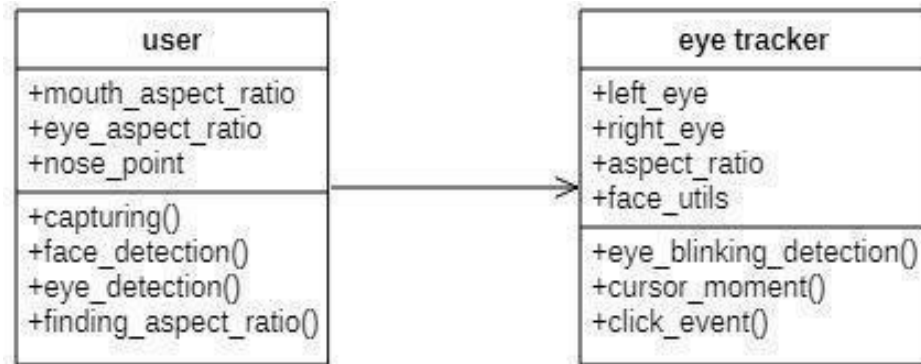 user
+mouth_aspect_ratio
+eye_aspect_ratio
+nose_point
+capturing()
+face_detection()
+eye_detection()
+finding_aspect_ratio()
eye tracker
+left_eye
+right_eye
+aspect_ratio
+face_utils
+eye_blinking_detection()
+cursor_moment()
+click_event()